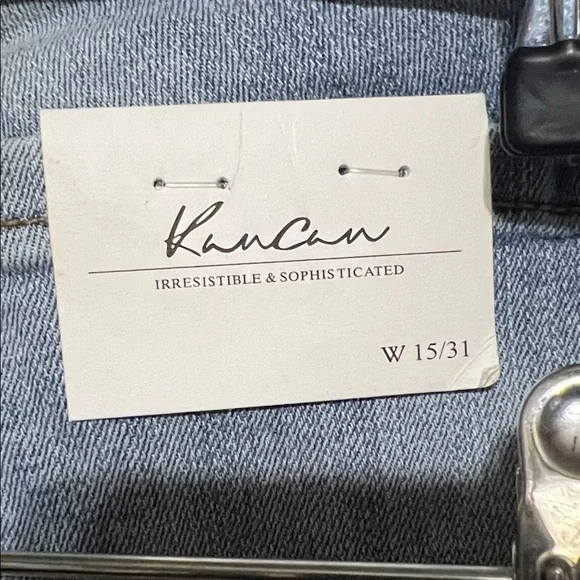 KanCan
IRRESISTIBLE & SOPHISTICATED
W 15/31